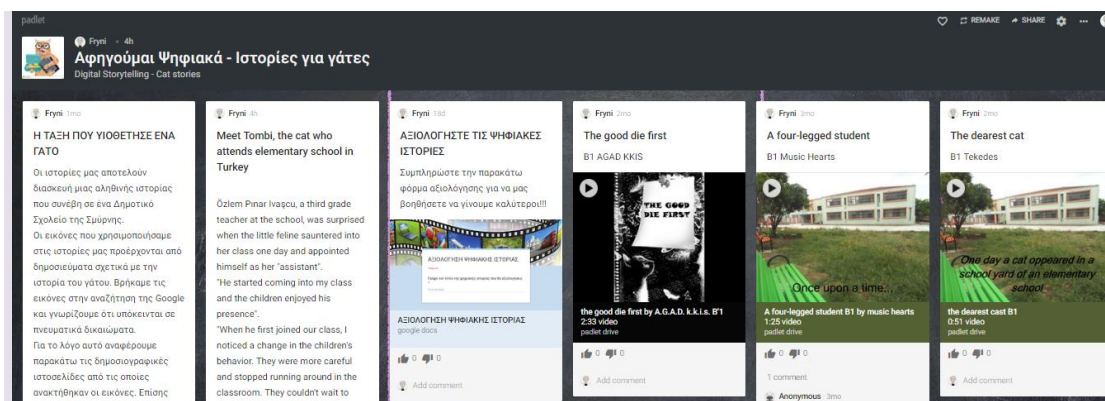 padlet
REMAKE SHARE
Fryni • 4h
Αφηγούμαι Ψηφιακά - Ιστορίες για γάτες
Digital Storytelling - Cat stories
Fryni 1mo
Η ΤΑΞΗ ΠΟΥ ΥΙΟΘΕΤΗΣΕ ΕΝΑ
ΓΑΤΟ
Οι ιστορίες μας αποτελούν
διασκευή μιας αληθινής ιστορίας
που συνέβη σε ένα Δημοτικό
Σχολείο της Σμύρνης.
Οι εικόνες που χρησιμοποιήσαμε
στις ιστορίες μας προέρχονται από
δημοσιεύματα σχετικά με την
ιστορία του γάτου. Βρήκαμε τις
εικόνες στην αναζήτηση της Google
και γνωρίζουμε ότι υπόκεινται σε
πνευματικά δικαιώματα.
Για το λόγο αυτό αναφέρουμε
παρακάτω τις δημοσιογραφικές
ιστοσελίδες από τις οποίες
ανακτήθηκαν οι εικόνες. Επίσης
Fryni 4h
Meet Tombi, the cat who
attends elementary school in
Turkey
Özlem Pınar Ivaşcu, a third grade
teacher at the school, was surprised
when the little feline sauntered into
her class one day and appointed
himself as her "assistant".
"He started coming into my class
and the children enjoyed his
presence".
"When he first joined our class, I
noticed a change in the children's
behavior. They were more careful
and stopped running around in the
classroom. They couldn't wait to
Fryni 18d
ΑΞΙΟΛΟΓΗΣΤΕ ΤΙΣ ΨΗΦΙΑΚΕΣ
ΙΣΤΟΡΙΕΣ
Συμπληρώστε την παρακάτω
φόρμα αξιολόγησης για να μας
βοηθήσετε να γίνουμε καλύτεροι!!!
ΑΞΙΟΛΟΓΗΣΗ ΨΗΦΙΑΚΗΣ ΙΣΤΟΡΙΑΣ
ΑΞΙΟΛΟΓΗΣΗ ΨΗΦΙΑΚΗΣ ΙΣΤΟΡΙΑΣ
google docs
0 0
Add comment
Fryni 2mo
The good die first
B1 AGAD KKIS
THE GOOD
DIE FIRST
the good die first by A.G.A.D. k.k.i.s. B'1
2:33 video
padlet drive
0 0
Add comment
Fryni 3mo
A four-legged student
B1 Music Hearts
Once upon a time...
A four-legged student B1 by music hearts
1:25 video
padlet drive
0 0
1 comment
Anonymous 3mo
Fryni 2mo
The dearest cat
B1 Tekedes
One day a cat appeared in a
school yard of an elementary
school
the dearest cast B1
0:51 video
padlet drive
0 0
Add comment